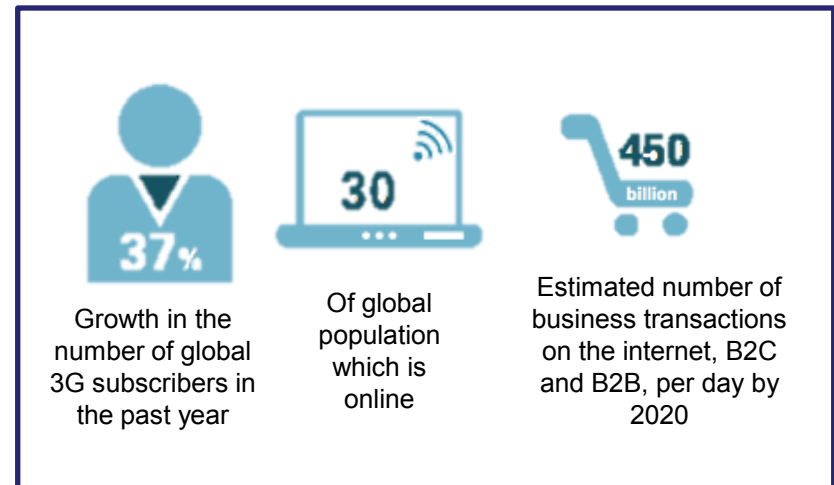 37%
Growth in the
number of global
3G subscribers in
the past year
30
Of global
population
which is
online
450
billion
Estimated number of
business transactions
on the internet, B2C
and B2B, per day by
2020